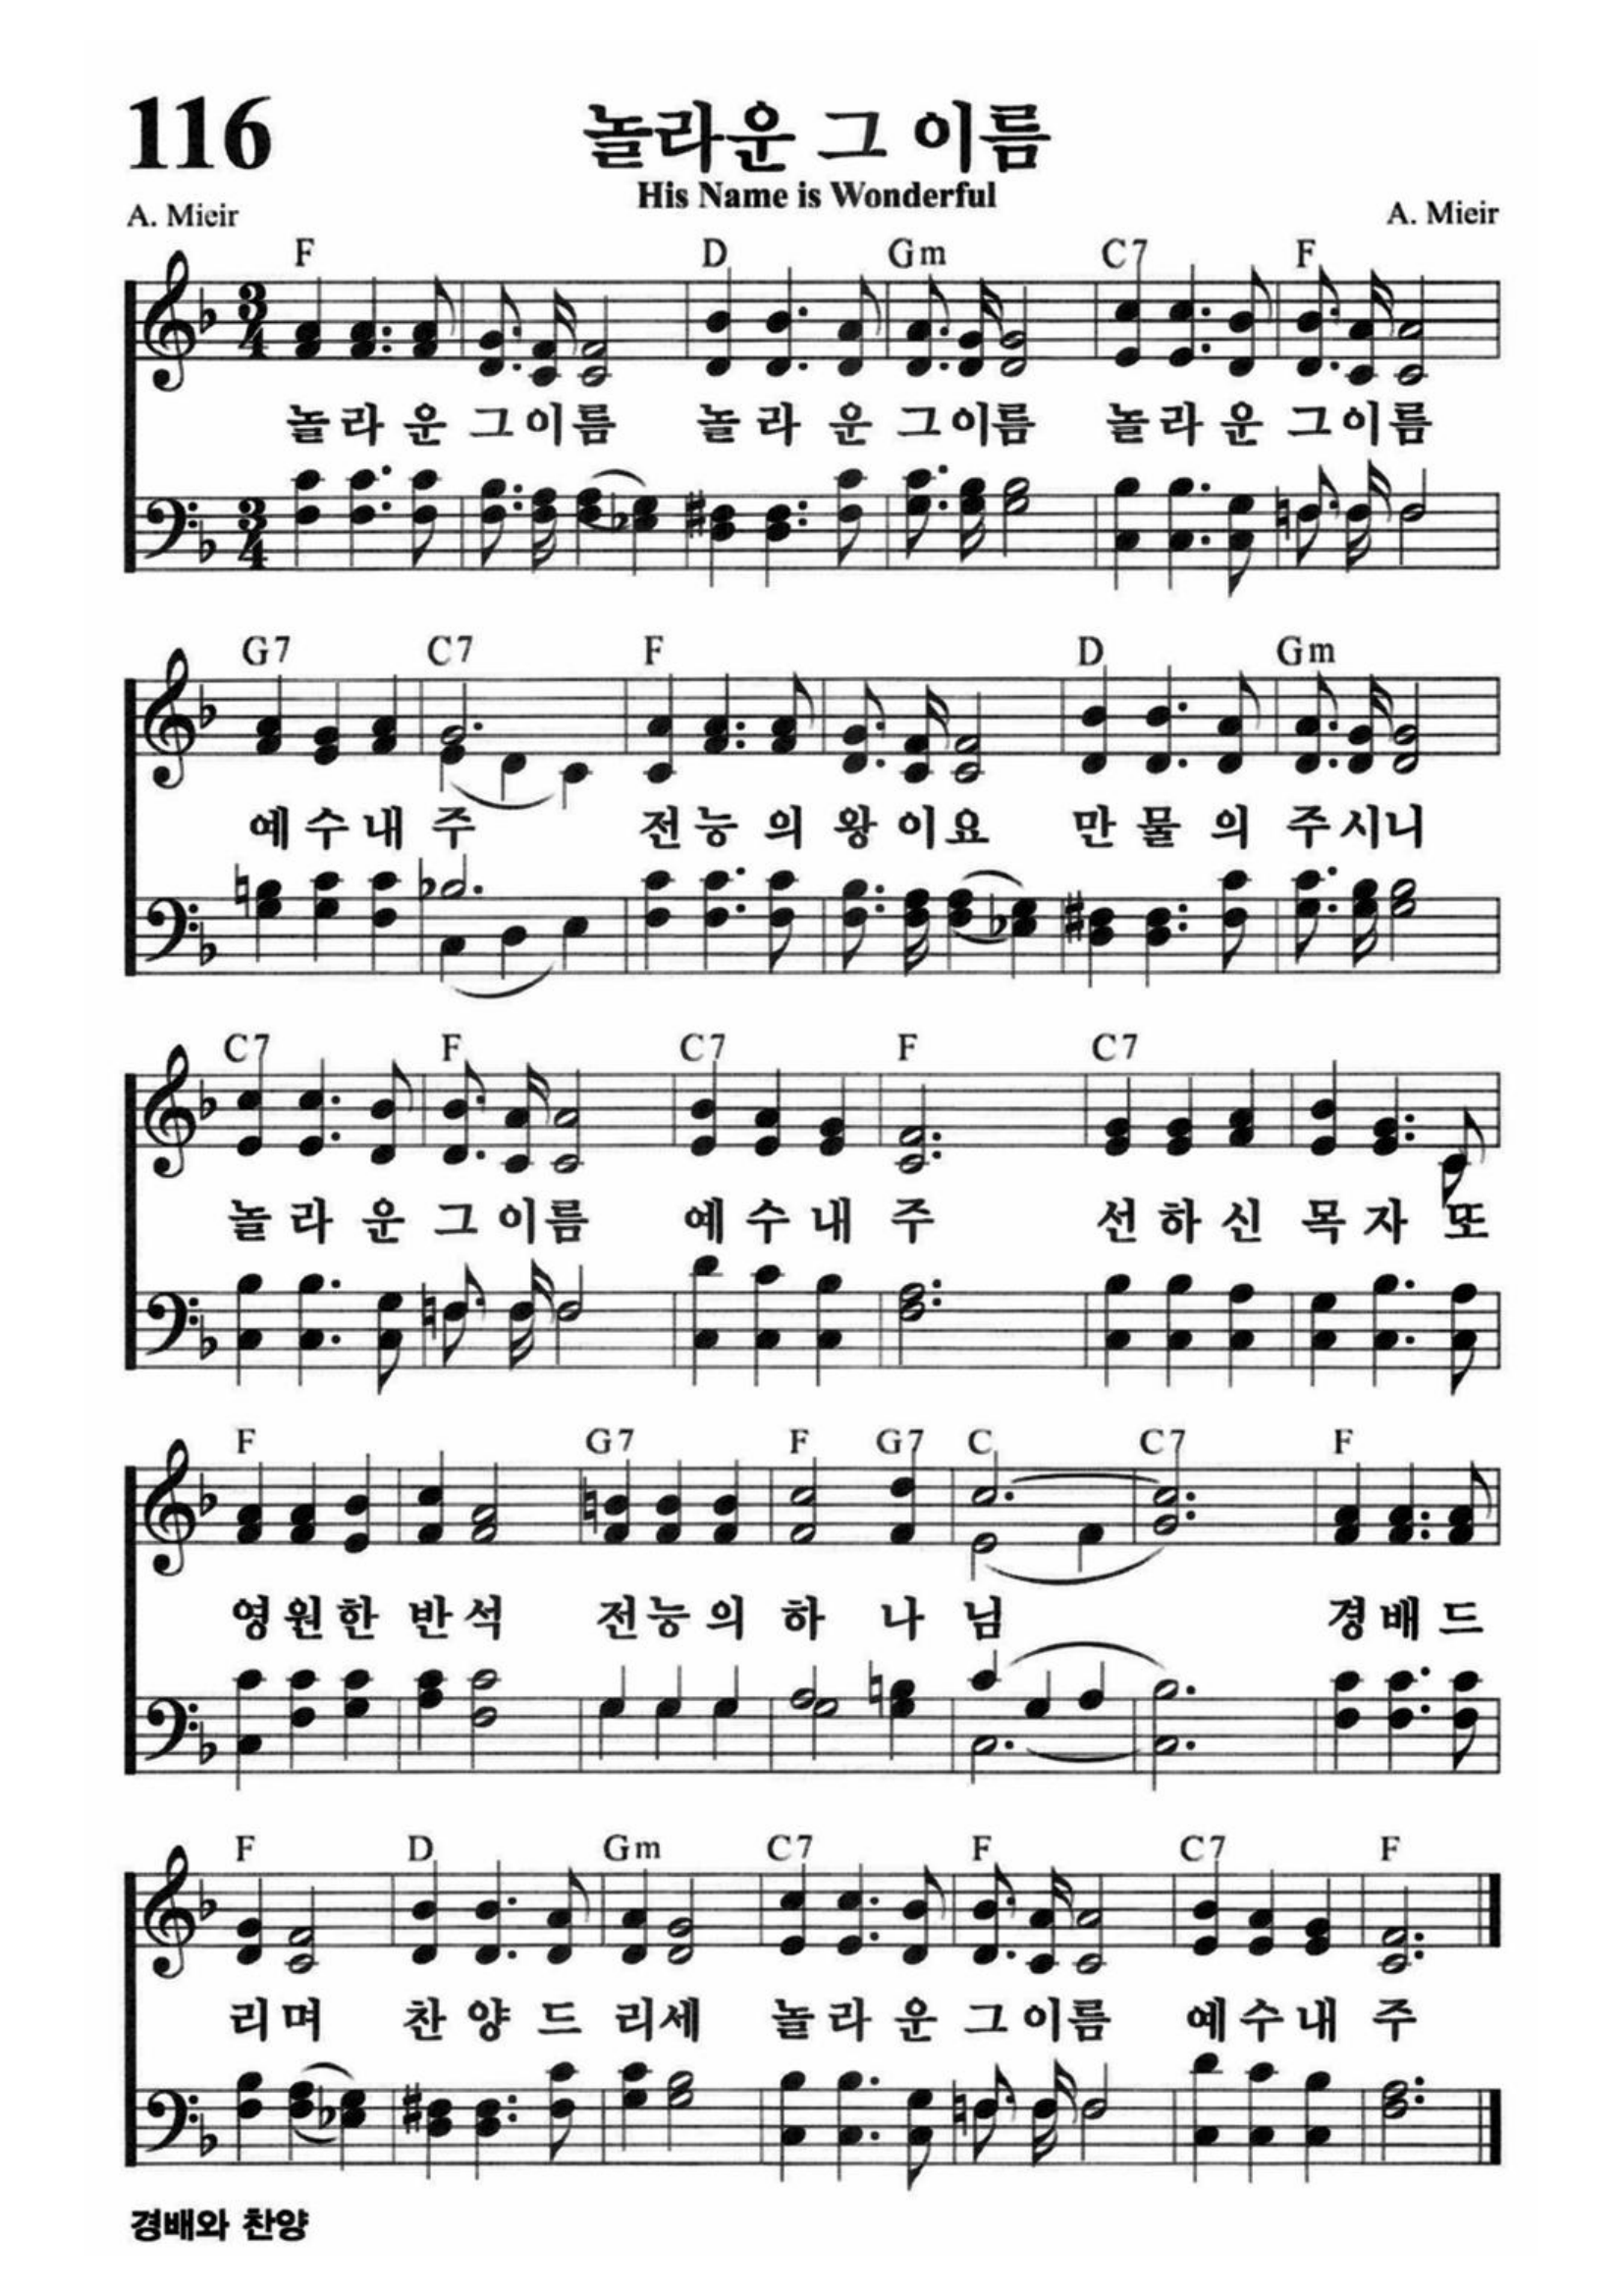 116
놀라운 그 이름
His Name is Wonderful
A. Mieir
A. Mieir
F D Gm C7 F
놀라운 그이름 놀라운 그이름 놀라운 그이름
G7 C7 F D Gm
예수내 주 전능의 왕이요 만물의 주시니
C7 F C7 F C7
놀라운 그이름 예수내 주 선하신 목자 또
F G7 F G7 C C7 F
영원한 반석 전능의 하 나 님 경배드
F D Gm C7 F C7 F
리며 찬양드 리세 놀라운 그이름 예수내 주
경배와 찬양